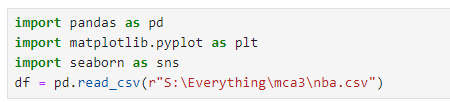 import pandas as pd
import matplotlib.pyplot as plt
import seaborn as sns
df = pd.read_csv(r"S:\Everything\mca3\nba.csv")